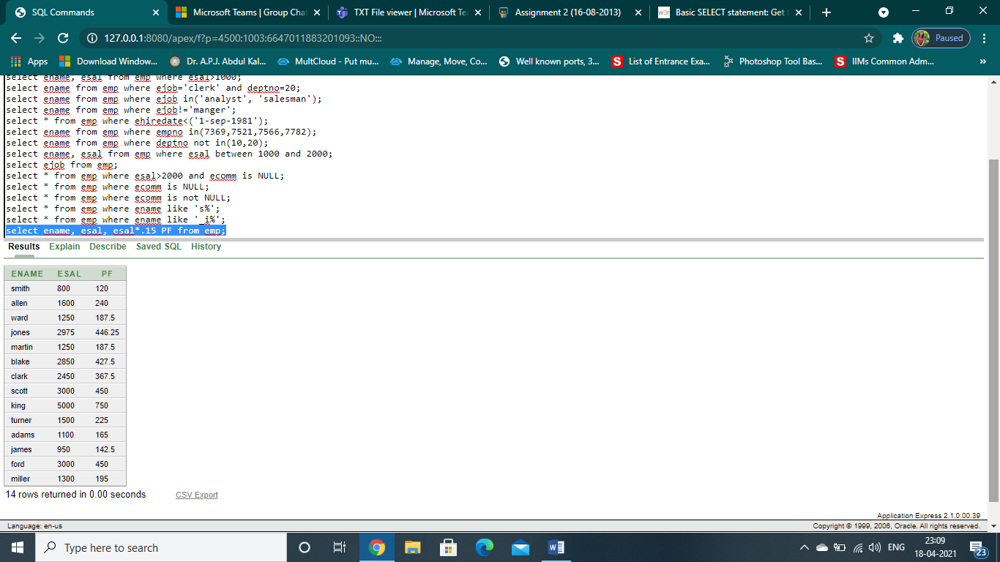 SQL Commands
Microsoft Teams | Group Cha
TXT File viewer | Microsoft Te
Assignment 2 (16-08-2013)
w3r Basic SELECT statement: Get t
127.0.0.1:8080/apex/f?p=4500:1003:6647011883201093::NO:::
Paused
Apps
Download Window...
Dr. A.P.J. Abdul Kal...
MultCloud - Put mu...
Manage, Move, Co...
Well known ports, 3...
S List of Entrance Exa...
Photoshop Tool Bas...
S IIMs Common Adm...
»
select ename, esal from emp where esal>1000;
select ename from emp where ejob='clerk' and deptno=20;
select ename from emp where ejob in('analyst', 'salesman');
select ename from emp where ejob!='manger';
select * from emp where ehiredate<('1-sep-1981');
select ename from emp where empno in(7369,7521,7566,7782);
select ename from emp where deptno not in(10,20);
select ename, esal from emp where esal between 1000 and 2000;
select ejob from emp;
select * from emp where esal>2000 and ecomm is NULL;
select * from emp where ecomm is NULL;
select * from emp where ecomm is not NULL;
select * from emp where ename like 's%';
select * from emp where ename like '_i%';
select ename, esal, esal*.15 PF from emp;
Results Explain Describe Saved SQL History
ENAME ESAL PF
smith 800 120
allen 1600 240
ward 1250 187.5
jones 2975 446.25
martin 1250 187.5
blake 2850 427.5
clark 2450 367.5
scott 3000 450
king 5000 750
turner 1500 225
adams 1100 165
james 950 142.5
ford 3000 450
miller 1300 195
14 rows returned in 0.00 seconds CSV Export
Application Express 2.1.0.00.39
Language: en-us Copyright © 1999, 2006, Oracle. All rights reserved.
Type here to search
W
ENG
23:09
18-04-2021
23